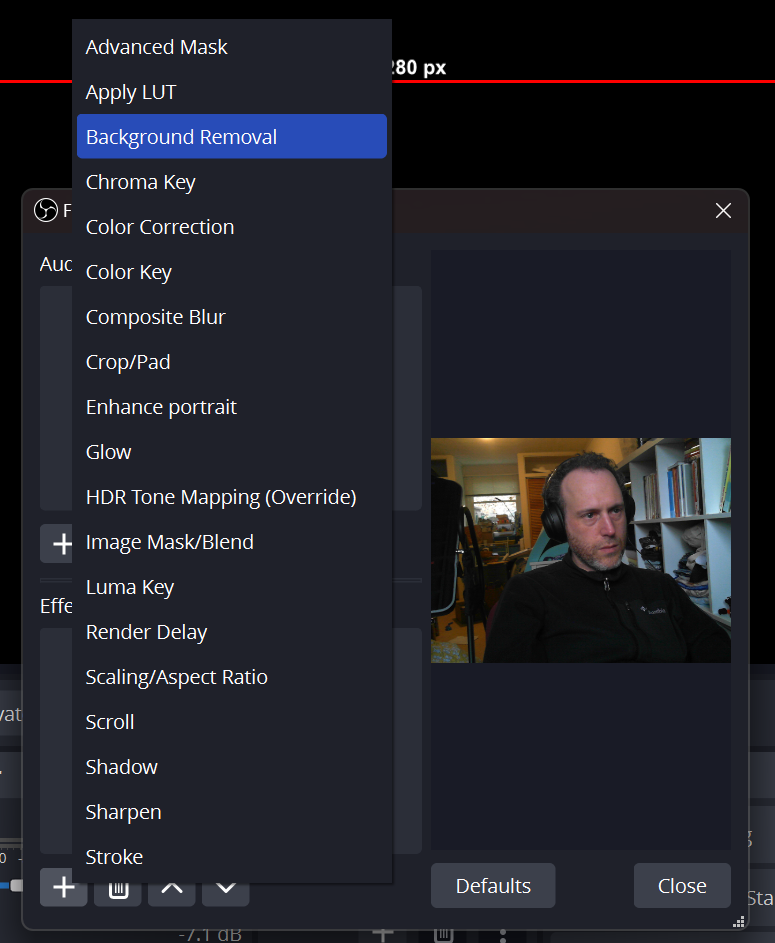 Advanced Mask
280 px
Apply LUT
Background Removal
Chroma Key
F
Color Correction
Aud
Color Key
Composite Blur
Crop/Pad
Enhance portrait
Glow
HDR Tone Mapping (Override)
Image Mask/Blend
Luma Key
Effe
Render Delay
Scaling/Aspect Ratio
Scroll
vat
Shadow
Sharpen
0
Stroke
Defaults
Close
Sta
-7.1 dB